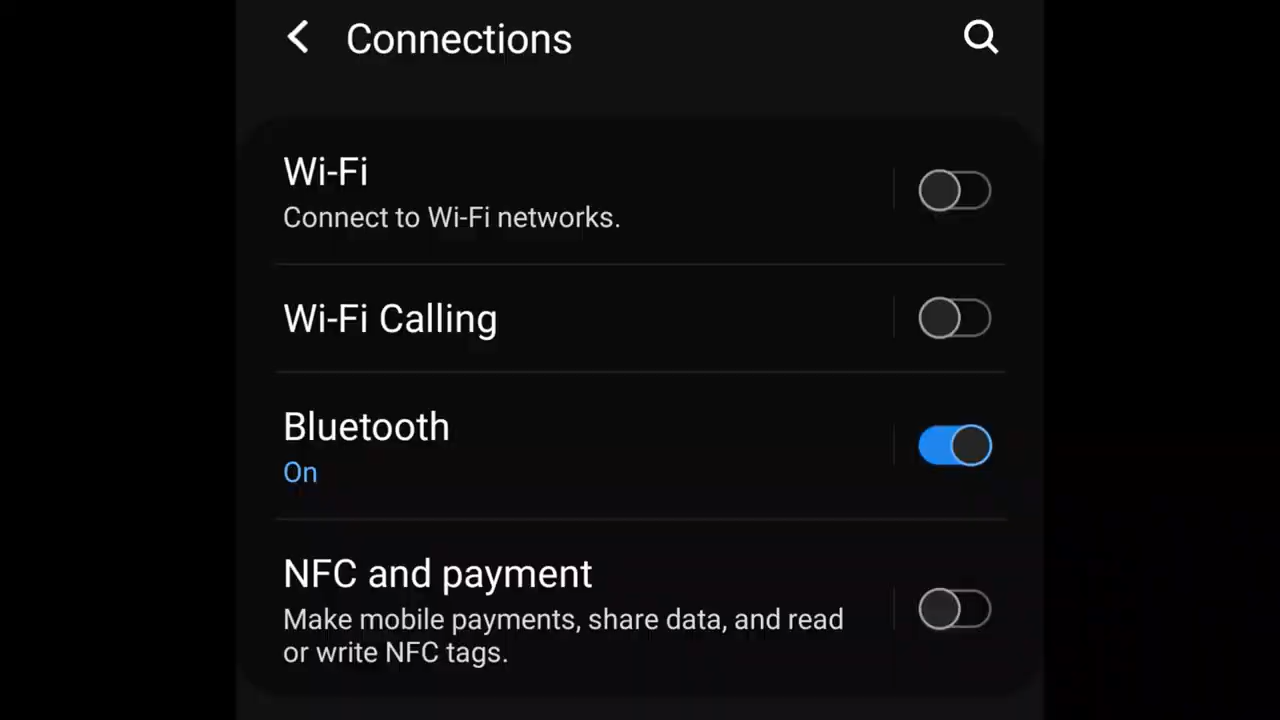 Connections
Wi-Fi
Connect to Wi-Fi networks.
Wi-Fi Calling
Bluetooth
On
NFC and payment
Make mobile payments, share data, and read
or write NFC tags.